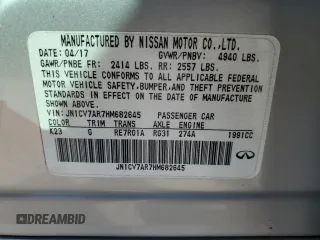 MANUFACTURED BY NISSAN MOTOR CO.,LTD.
DATE: 04/17 GVWR/PNBV: 4940 LBS.
GAWR/PNBE FR: 2414 LBS. RR: 2557 LBS.
THIS VEHICLE CONFORMS TO ALL APPLICABLE FEDERAL
MOTOR VEHICLE SAFETY, BUMPER, AND THEFT PREVENTION
STANDARDS IN EFFECT ON THE DATE OF
MANUFACTURE SHOWN ABOVE.
VIN: JN1CV7AR7HM682645 PASSENGER CAR
COLOR TRIM TRANS AXLE ENGINE
K23 G RE7R01A RG31 274A 1991CC
JN1CV7AR7HM682645
INFINITI
© DREAMBID
DREAMBID.COM